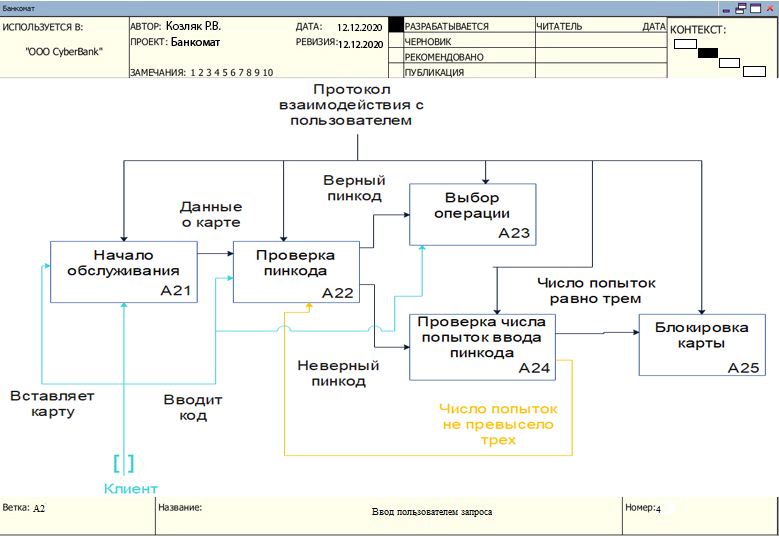 Банкомат
ИСПОЛЬЗУЕТСЯ В:
"ООО CyberBank"
АВТОР: Козляк Р.В.
ДАТА: 12.12.2020
ПРОЕКТ: Банкомат
РЕВИЗИЯ: 12.12.2020
ЗАМЕЧАНИЯ: 1 2 3 4 5 6 7 8 9 10
РАЗРАБАТЫВАЕТСЯ
ЧЕРНОВИК
РЕКОМЕНДОВАНО
ПУБЛИКАЦИЯ
ЧИТАТЕЛЬ ДАТА
КОНТЕКСТ:
Протокол
взаимодействия с
пользователем
Верный
пинкод
Выбор
операции
A23
Данные
о карте
Начало
обслуживания
A21
Проверка
пинкода
A22
Число попыток
равно трем
Проверка числа
попыток ввода
пинкода
A24
Блокировка
карты
A25
Неверный
пинкод
Вставляет
карту
Вводит
код
Число попыток
не превысело
трех
[ ]
Клиент
Ветка: A2
Название: Ввод пользователем запроса
Номер: 4